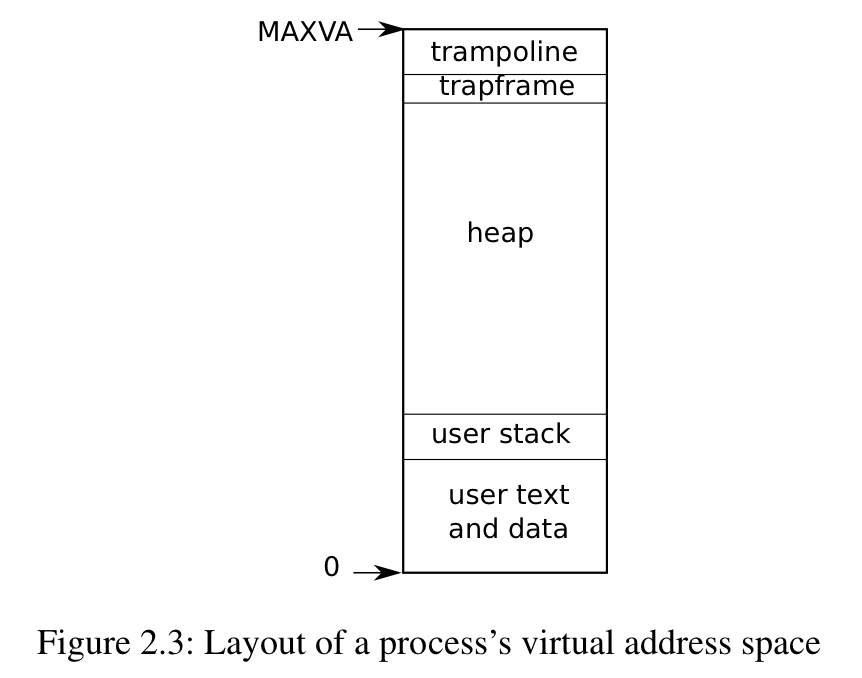 MAXVA
trampoline
trapframe
heap
user stack
user text
and data
0
Figure 2.3: Layout of a process’s virtual address space